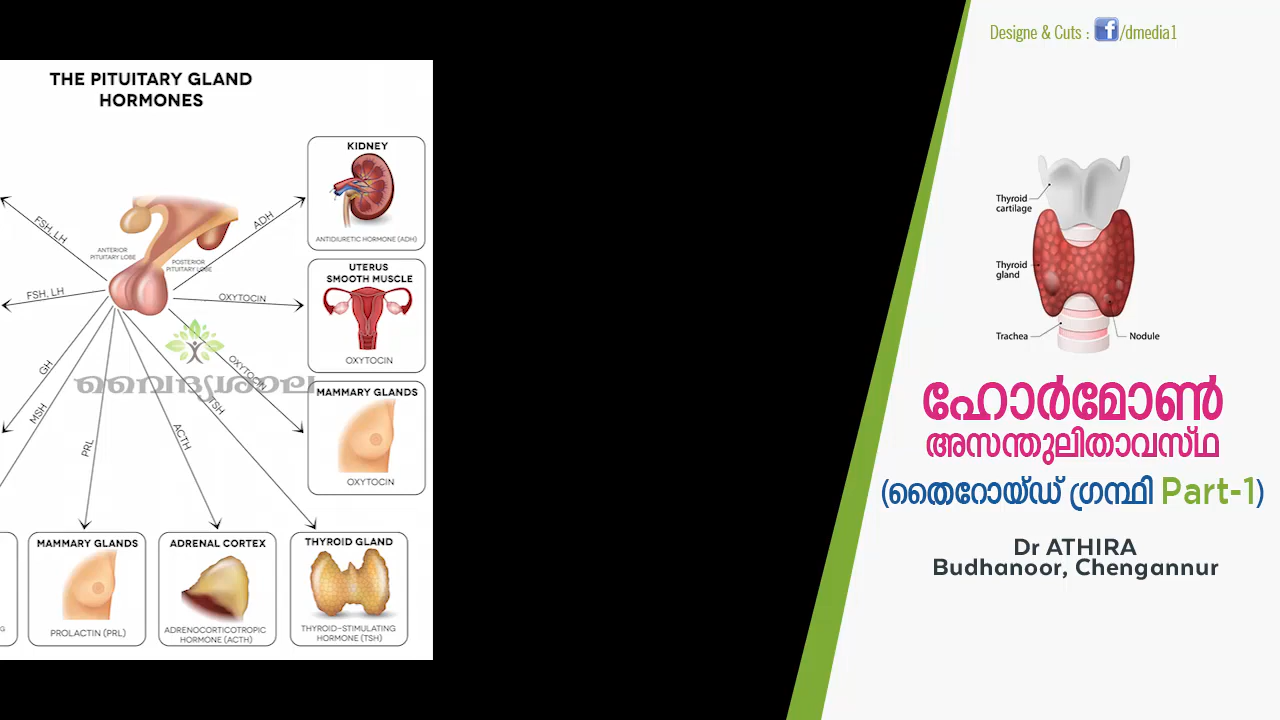 THE PITUITARY GLAND
HORMONES
KIDNEY
ANTIDIURETIC HORMONE (ADH)
FSH, LH
ADH
ANTERIOR
PITUITARY LOBE
POSTERIOR
PITUITARY LOBE
UTERUS
SMOOTH MUSCLE
OXYTOCIN
FSH, LH
OXYTOCIN
GH
OXYTOCIN
MAMMARY GLANDS
OXYTOCIN
വൈദ്യശാല
MSH
PRL
ACTH
TSH
MAMMARY GLANDS
PROLACTIN (PRL)
ADRENAL CORTEX
ADRENOCORTICOTROPIC
HORMONE (ACTH)
THYROID GLAND
THYROID-STIMULATING
HORMONE (TSH)
Designe & Cuts : f/dmedia1
Thyroid
cartilage
Thyroid
gland
Trachea
Nodule
ഹോർമോൺ
അസന്തുലിതാവസ്ഥ
(തൈറോയ്ഡ് ഗ്രന്ഥി Part-1)
Dr ATHIRA
Budhanoor, Chengannur